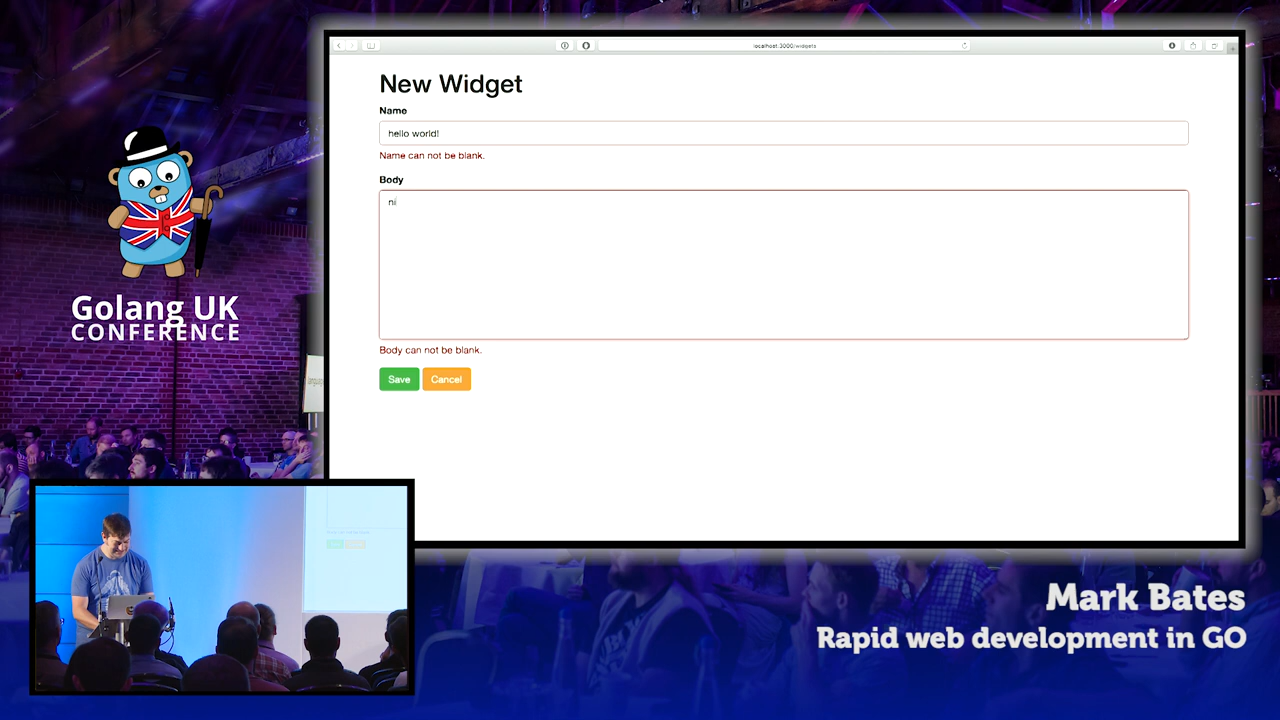 localhost:3000/widgets
New Widget
Name
hello world!
Name can not be blank.
Body
ni
Body can not be blank.
Save
Cancel
Golang UK
CONFERENCE
Mark Bates
Rapid web development in GO